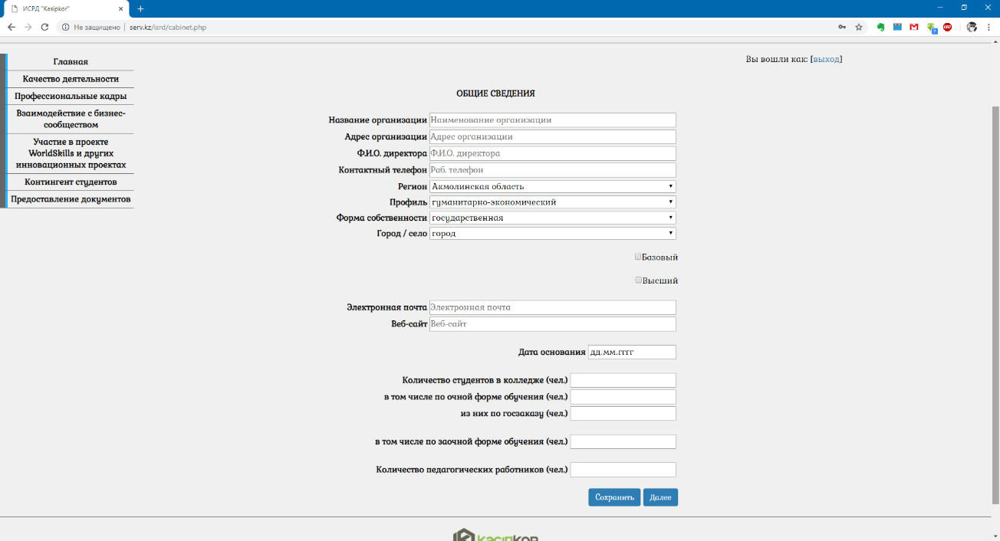 ИСРД "Kasipkor"
Не защищено | serv.kz/isrd/cabinet.php
Вы вошли как: [выход]
Главная
Качество деятельности
Профессиональные кадры
Взаимодействие с бизнес-
сообществом
Участие в проекте
WorldSkills и других
инновационных проектах
Контингент студентов
Предоставление документов
ОБЩИЕ СВЕДЕНИЯ
Название организации Наименование организации
Адрес организации Адрес организации
Ф.И.О. директора Ф.И.О. директора
Контактный телефон Раб. телефон
Регион Акмолинская область
Профиль гуманитарно-экономический
Форма собственности государственная
Город / село город
Базовый
Высший
Электронная почта Электронная почта
Веб-сайт Веб-сайт
Дата основания дд.мм.гггг
Количество студентов в колледже (чел.)
в том числе по очной форме обучения (чел.)
из них по госзаказу (чел.)
в том числе по заочной форме обучения (чел.)
Количество педагогических работников (чел.)
Сохранить Далее